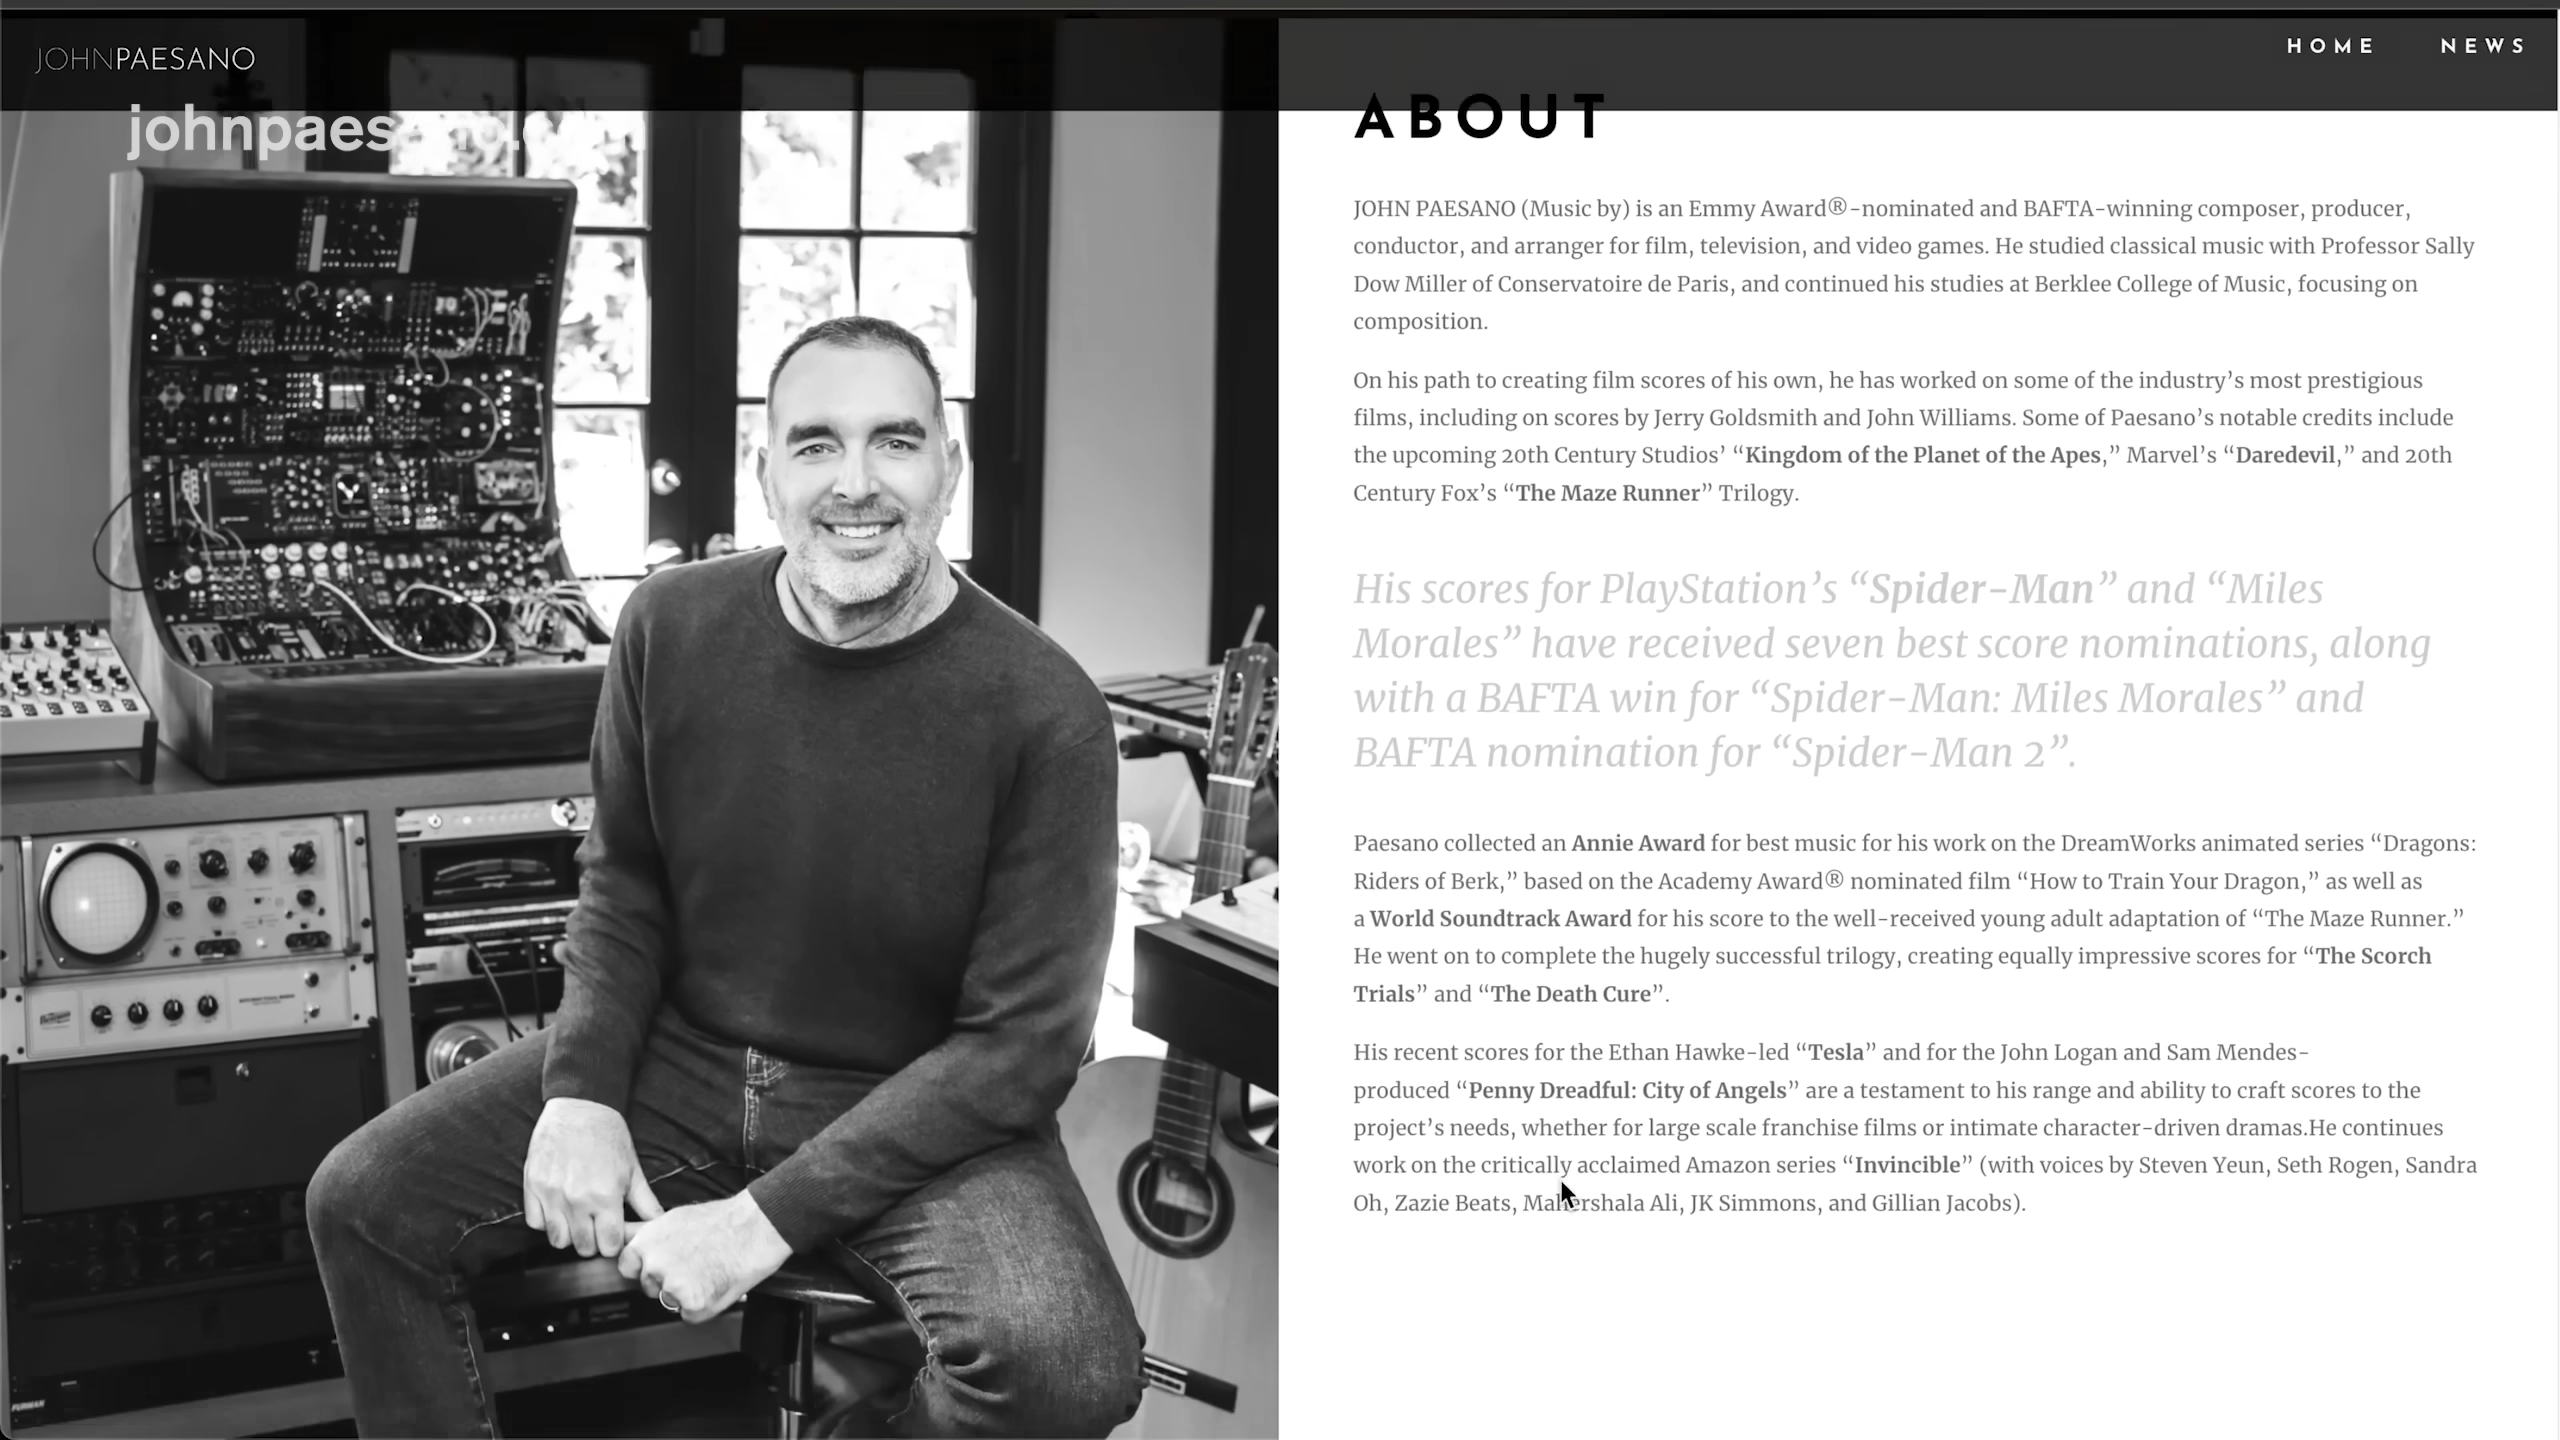 JOHNPAESANO
HOME NEWS
johnpaesano.com
ABOUT
JOHN PAESANO (Music by) is an Emmy Award®-nominated and BAFTA-winning composer, producer,
conductor, and arranger for film, television, and video games. He studied classical music with Professor Sally
Dow Miller of Conservatoire de Paris, and continued his studies at Berklee College of Music, focusing on
composition.
On his path to creating film scores of his own, he has worked on some of the industry’s most prestigious
films, including on scores by Jerry Goldsmith and John Williams. Some of Paesano’s notable credits include
the upcoming 20th Century Studios’ “Kingdom of the Planet of the Apes,” Marvel’s “Daredevil,” and 20th
Century Fox’s “The Maze Runner” Trilogy.
His scores for PlayStation’s “Spider-Man” and “Miles
Morales” have received seven best score nominations, along
with a BAFTA win for “Spider-Man: Miles Morales” and
BAFTA nomination for “Spider-Man 2”.
Paesano collected an Annie Award for best music for his work on the DreamWorks animated series “Dragons:
Riders of Berk,” based on the Academy Award® nominated film “How to Train Your Dragon,” as well as
a World Soundtrack Award for his score to the well-received young adult adaptation of “The Maze Runner.”
He went on to complete the hugely successful trilogy, creating equally impressive scores for “The Scorch
Trials” and “The Death Cure”.
His recent scores for the Ethan Hawke-led “Tesla” and for the John Logan and Sam Mendes-
produced “Penny Dreadful: City of Angels” are a testament to his range and ability to craft scores to the
project’s needs, whether for large scale franchise films or intimate character-driven dramas.He continues
work on the critically acclaimed Amazon series “Invincible” (with voices by Steven Yeun, Seth Rogen, Sandra
Oh, Zazie Beats, Mahershala Ali, JK Simmons, and Gillian Jacobs).
FURMAN